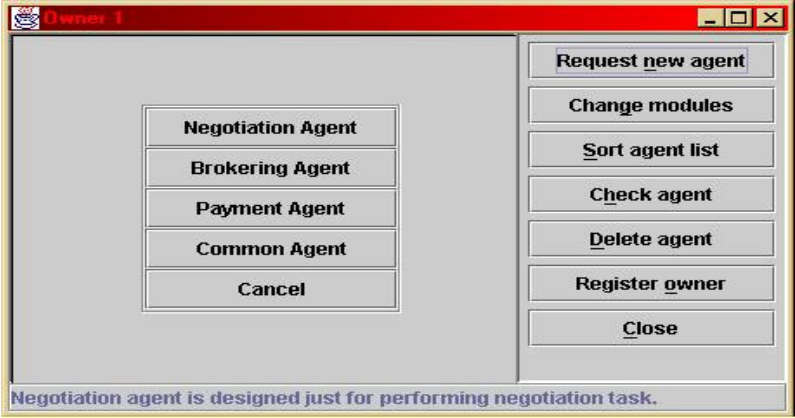 Owner 1
Negotiation Agent
Brokering Agent
Payment Agent
Common Agent
Cancel
Request new agent
Change modules
Sort agent list
Check agent
Delete agent
Register owner
Close
Negotiation agent is designed just for performing negotiation task.